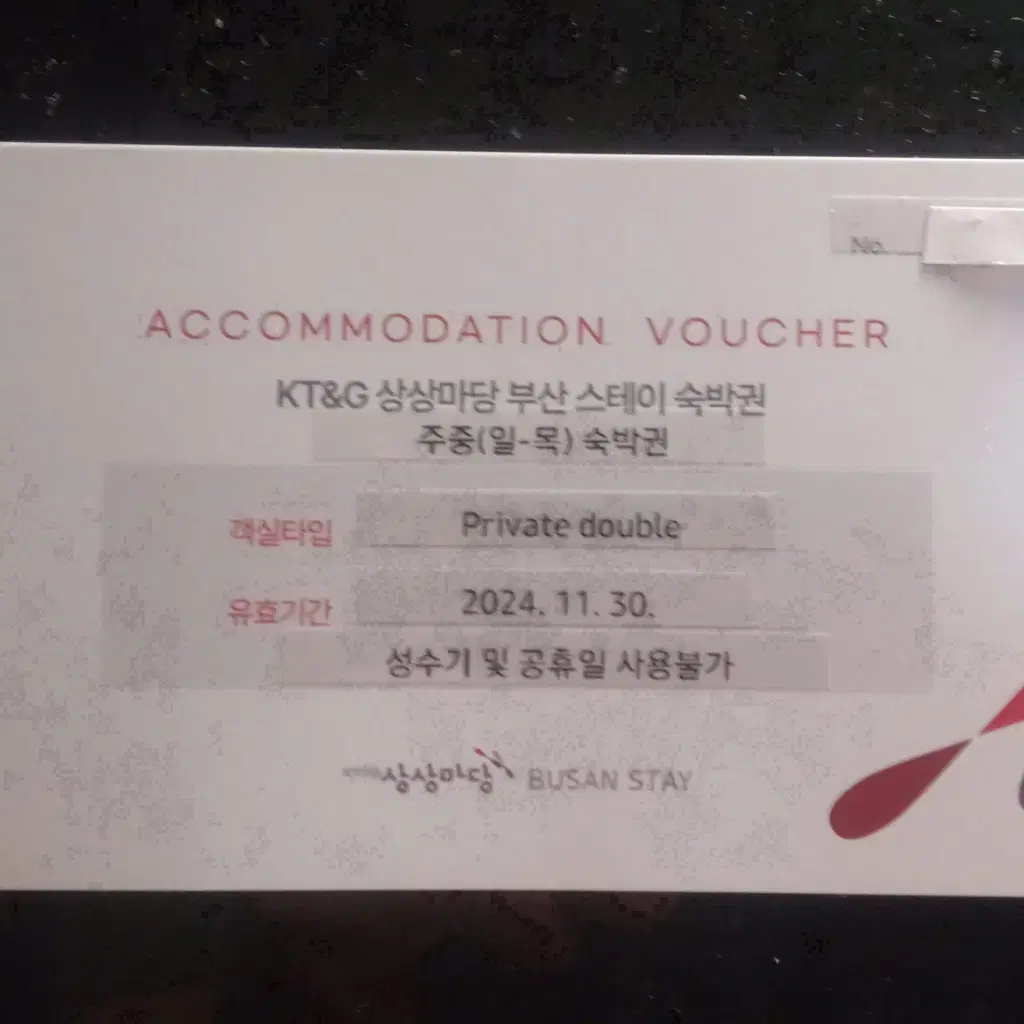 No.
ACCOMMODATION VOUCHER
KT&G 상상마당 부산 스테이 숙박권
주중(일-목) 숙박권
객실타입 Private double
유효기간 2024. 11. 30.
성수기 및 공휴일 사용불가
상상마당 BUSAN STAY